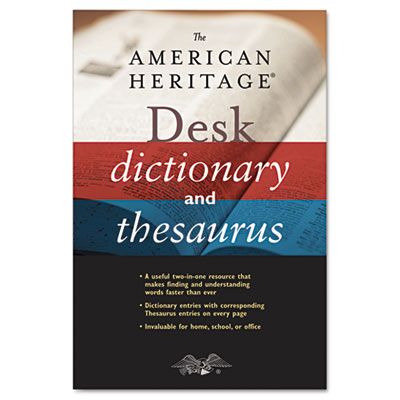 The
AMERICAN
HERITAGE®
Desk
dictionary
and
thesaurus
• A useful two-in-one resource that
makes finding and understanding
words faster than ever
• Dictionary entries with corresponding
Thesaurus entries on every page
• Invaluable for home, school, or office
®